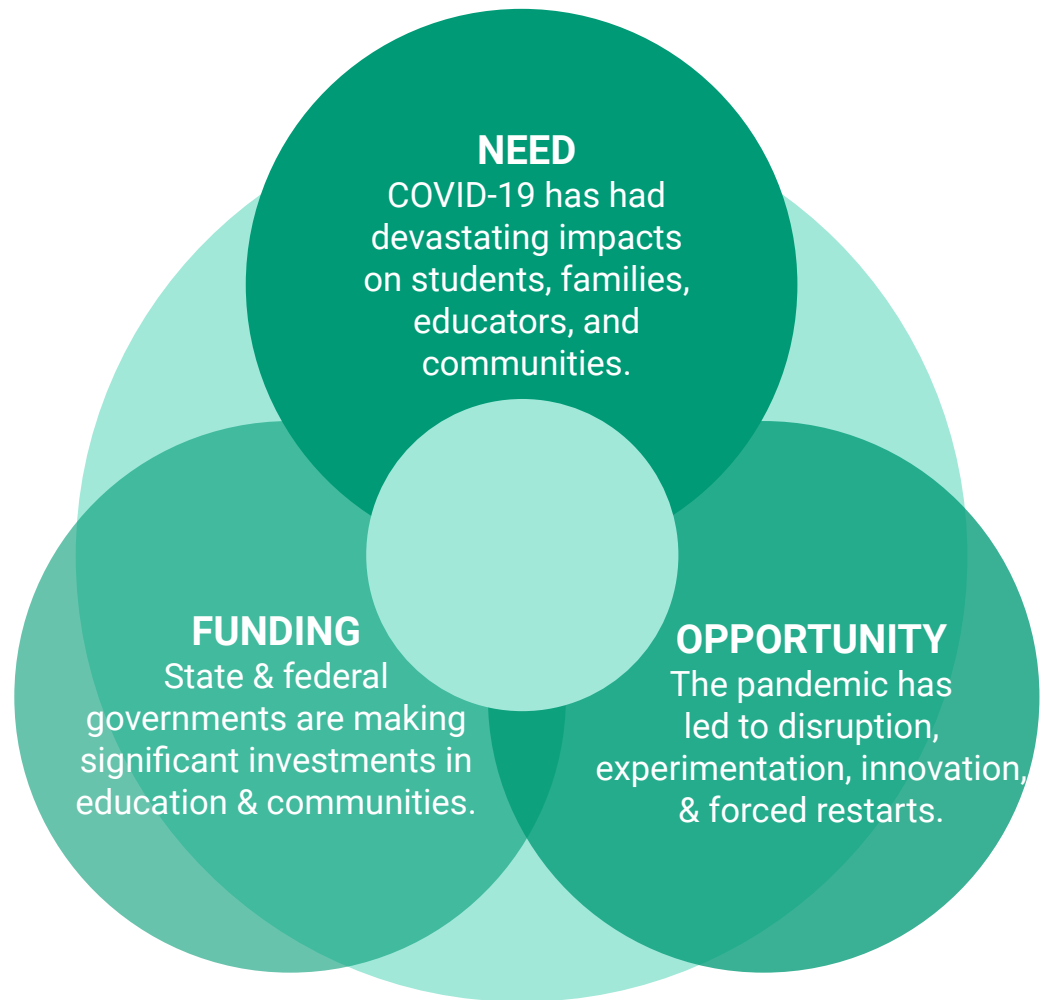 NEED
COVID-19 has had
devastating impacts
on students, families,
educators, and
communities.
FUNDING
State & federal
governments are making
significant investments in
education & communities.
OPPORTUNITY
The pandemic has
led to disruption,
experimentation, innovation,
& forced restarts.